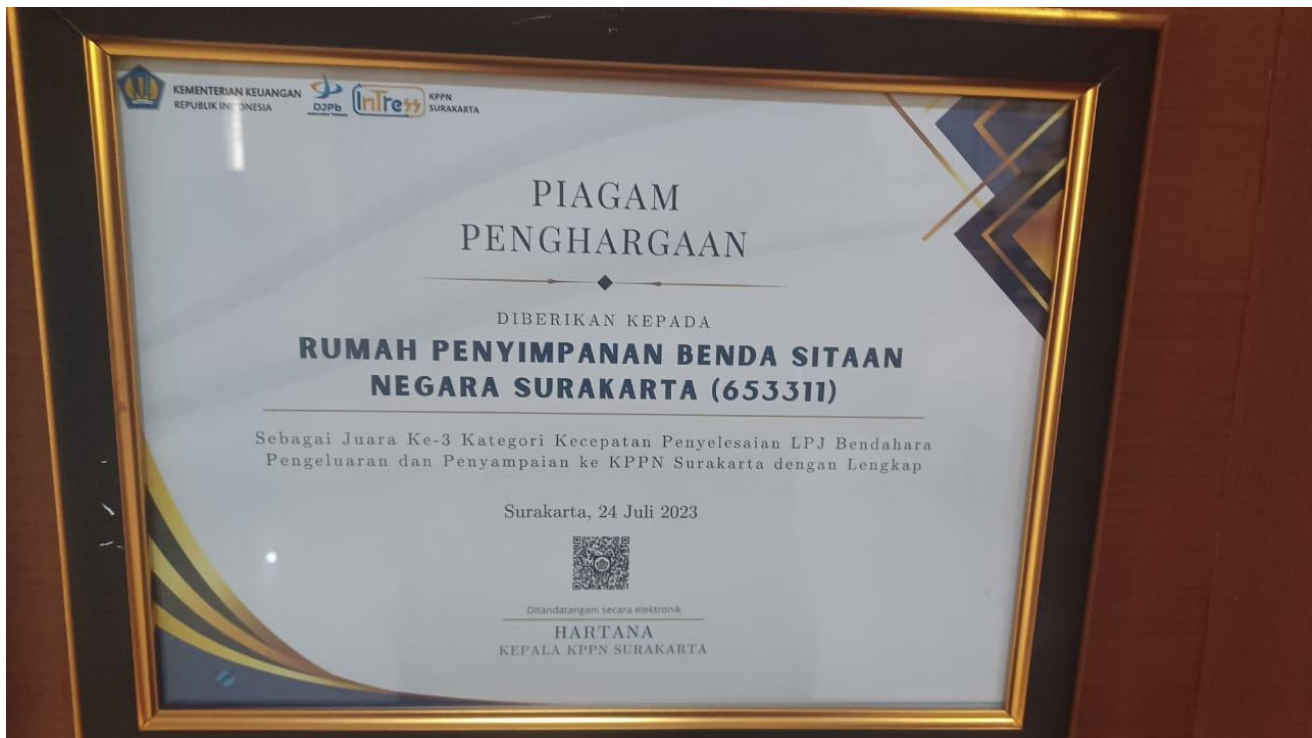 KEMENTERIAN KEUANGAN
REPUBLIK INDONESIA
DJPb
InTress
KPPN
SURAKARTA
PIAGAM
PENGHARGAAN
DIBERIKAN KEPADA
RUMAH PENYIMPANAN BENDA SITAAN
NEGARA SURAKARTA (653311)
Sebagai Juara Ke-3 Kategori Kecepatan Penyelesaian LPJ Bendahara
Pengeluaran dan Penyampaian ke KPPN Surakarta dengan Lengkap
Surakarta, 24 Juli 2023
Ditandatangani secara elektronik
HARTANA
KEPALA KPPN SURAKARTA